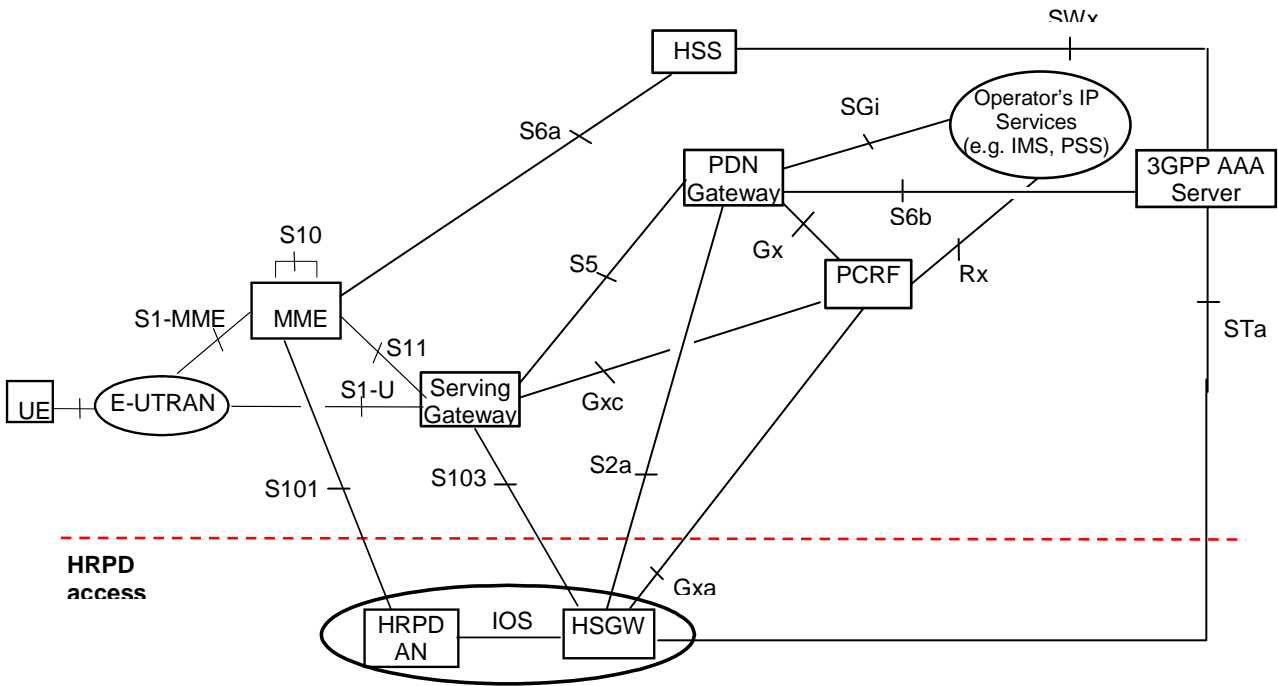 SWx
HSS
Operator's IP
Services
(e.g. IMS, PSS)
SGi
S6a
PDN
Gateway
3GPP AAA
Server
S6b
S10
Gx
S5
PCRF
Rx
S1-MME
MME
STa
S11
S1-U
Serving
Gateway
UE
E-UTRAN
Gxc
S2a
S101
S103
HRPD
access
Gxa
HRPD
AN
IOS
HSGW